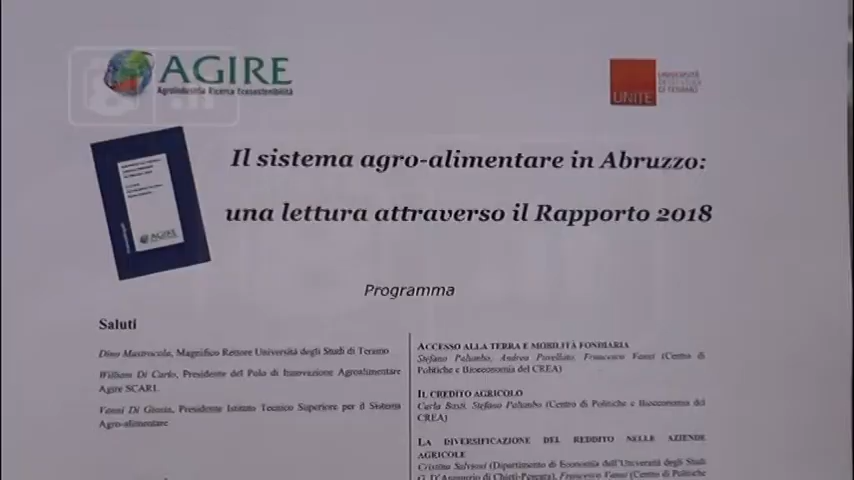 AGIRE
Agroindustria Ricerca Ecosostenibilità
UNITE
UNIVERSITÀ
DEGLI STUDI
DI TERAMO
Il sistema agro-alimentare in Abruzzo:
una lettura attraverso il Rapporto 2018
AGIRE
Programma
Saluti
Dino Mastrocola, Magnifico Rettore Università degli Studi di Teramo
William Di Carlo, Presidente del Polo di Innovazione Agroalimentare
Agire SCARL
Vanni Di Giosia, Presidente Istituto Tecnico Superiore per il Sistema
Agro-alimentare
ACCESSO ALLA TERRA E MOBILITÀ FONDIARIA
Stefano Palumbo, Andrea Povellato, Francesco Vanni (Centro di
Politiche e Bioeconomia del CREA)
IL CREDITO AGRICOLO
Carla Basti, Stefano Palumbo (Centro di Politiche e Bioeconomia del
CREA)
LA DIVERSIFICAZIONE DEL REDDITO NELLE AZIENDE
AGRICOLE
Cristina Salvioni (Dipartimento di Economia dell'Università degli Studi
G. D'Annunzio di Chieti-Pescara), Francesco Vanni (Centro di Politiche